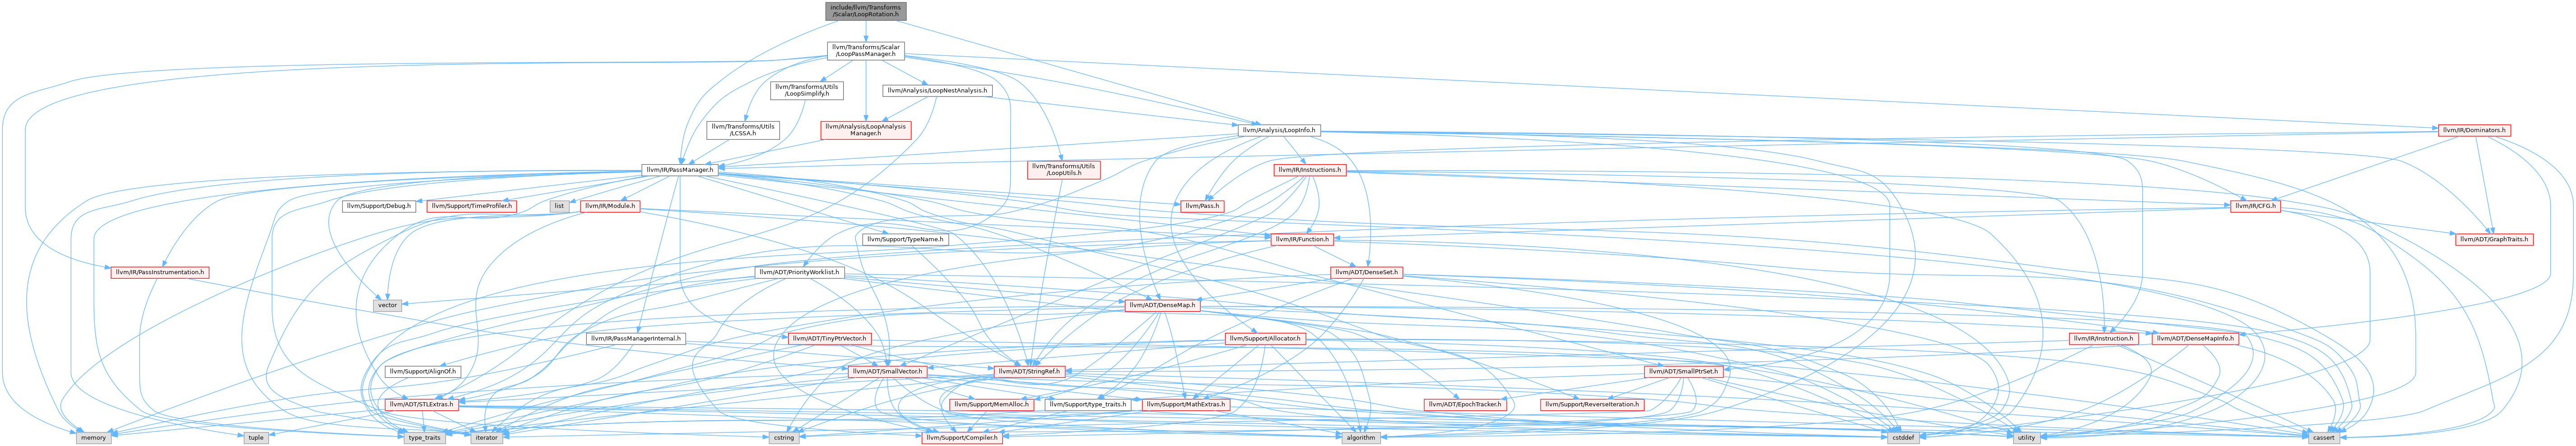 include/llvm/Transforms
/Scalar/LoopRotation.h
llvm/Transforms/Scalar
/LoopPassManager.h
llvm/Transforms/Utils
/LoopSimplify.h
llvm/Analysis/LoopNestAnalysis.h
llvm/Transforms/Utils
/LCSSA.h
llvm/Analysis/LoopAnalysis
Manager.h
llvm/Analysis/LoopInfo.h
llvm/IR/Dominators.h
llvm/IR/PassManager.h
llvm/Transforms/Utils
/LoopUtils.h
llvm/IR/Instructions.h
llvm/Support/Debug.h
llvm/Support/TimeProfiler.h
list
llvm/IR/Module.h
llvm/Pass.h
llvm/IR/CFG.h
llvm/Support/TypeName.h
llvm/IR/Function.h
llvm/ADT/GraphTraits.h
llvm/IR/PassInstrumentation.h
llvm/ADT/PriorityWorklist.h
llvm/ADT/DenseSet.h
vector
llvm/ADT/DenseMap.h
llvm/IR/PassManagerInternal.h
llvm/ADT/TinyPtrVector.h
llvm/Support/Allocator.h
llvm/IR/Instruction.h
llvm/ADT/DenseMapInfo.h
llvm/Support/AlignOf.h
llvm/ADT/SmallVector.h
llvm/ADT/StringRef.h
llvm/ADT/SmallPtrSet.h
llvm/ADT/STLExtras.h
llvm/Support/MemAlloc.h
llvm/Support/type_traits.h
llvm/Support/MathExtras.h
llvm/ADT/EpochTracker.h
llvm/Support/ReverseIteration.h
memory
tuple
type_traits
iterator
cstring
llvm/Support/Compiler.h
algorithm
cstddef
utility
cassert